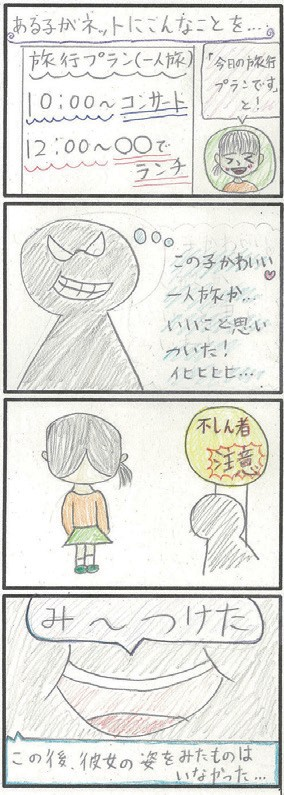 ある子がネットにこんなことを…
旅行プラン(一人旅)
10:00〜コンサート
12:00〜〇〇で
ランチ
「今日の旅行
プランです」
と!
この子かわいい
一人旅か…
いいこと思い
ついた!
イヒヒヒヒ…
不しん者
注意
み〜つけた
この後、彼女の姿をみたものは
いなかった…